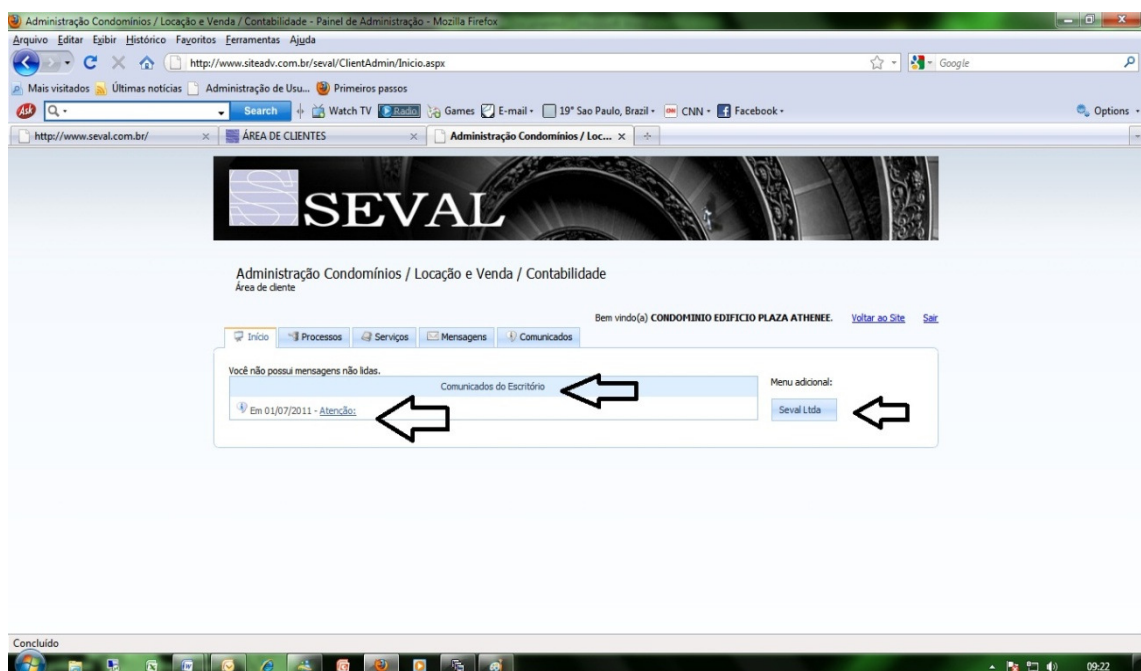 Administração Condomínios / Locação e Venda / Contabilidade - Painel de Administração - Mozilla Firefox
Arquivo Editar Exibir Histórico Favoritos Ferramentas Ajuda
http://www.siteadv.com.br/seval/ClientAdmin/Inicio.aspx Google
Mais visitados Últimas notícias Administração de Usu... Primeiros passos
Ask Search Watch TV Radio Games E-mail 19° Sao Paulo, Brazil CNN Facebook Options
http://www.seval.com.br/ ÁREA DE CLIENTES Administração Condomínios / Loc...
SEVAL
Administração Condomínios / Locação e Venda / Contabilidade
Área de cliente
Bem vindo(a) CONDOMINIO EDIFICIO PLAZA ATHENEE. Voltar ao Site Sair
Início Processos Serviços Mensagens Comunicados
Você não possui mensagens não lidas.
Comunicados do Escritório
Menu adicional:
Em 01/07/2011 - Atenção:
Seval Ltda
Concluído
09:22